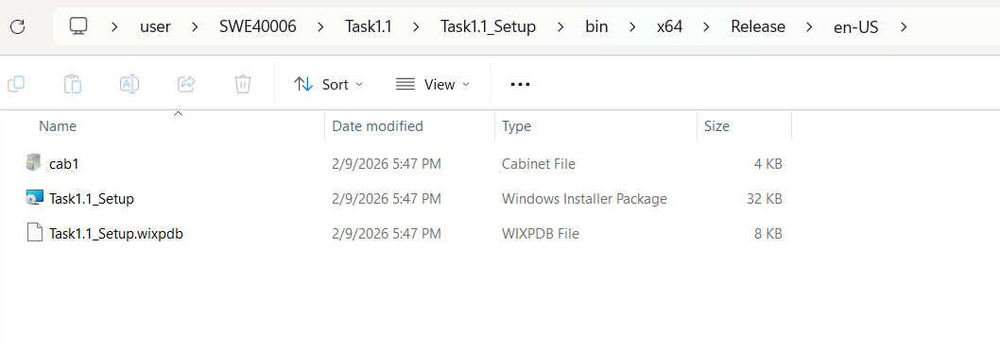 user > SWE40006 > Task1.1 > Task1.1_Setup > bin > x64 > Release > en-US >
Sort View
Name Date modified Type Size
cab1 2/9/2026 5:47 PM Cabinet File 4 KB
Task1.1_Setup 2/9/2026 5:47 PM Windows Installer Package 32 KB
Task1.1_Setup.wixpdb 2/9/2026 5:47 PM WIXPDB File 8 KB